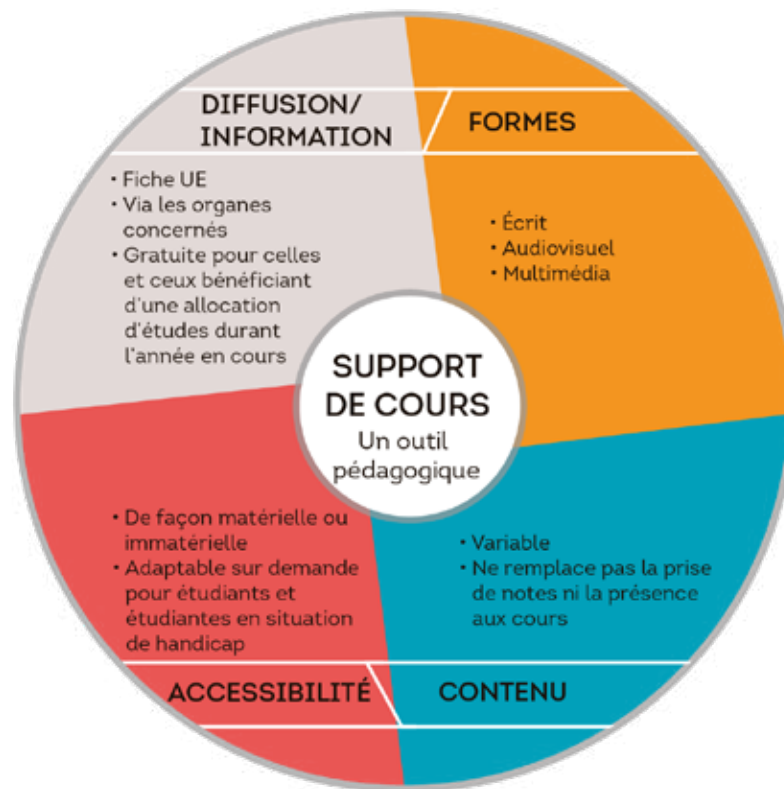 DIFFUSION/
INFORMATION
• Fiche UE
• Via les organes
concernés
• Gratuite pour celles
et ceux bénéficiant
d'une allocation
d'études durant
l'année en cours
FORMES
• Écrit
• Audiovisuel
• Multimédia
SUPPORT
DE COURS
Un outil
pédagogique
• De façon matérielle ou
immatérielle
• Adaptable sur demande
pour étudiants et
étudiantes en situation
de handicap
ACCESSIBILITÉ
• Variable
• Ne remplace pas la prise
de notes ni la présence
aux cours
CONTENU